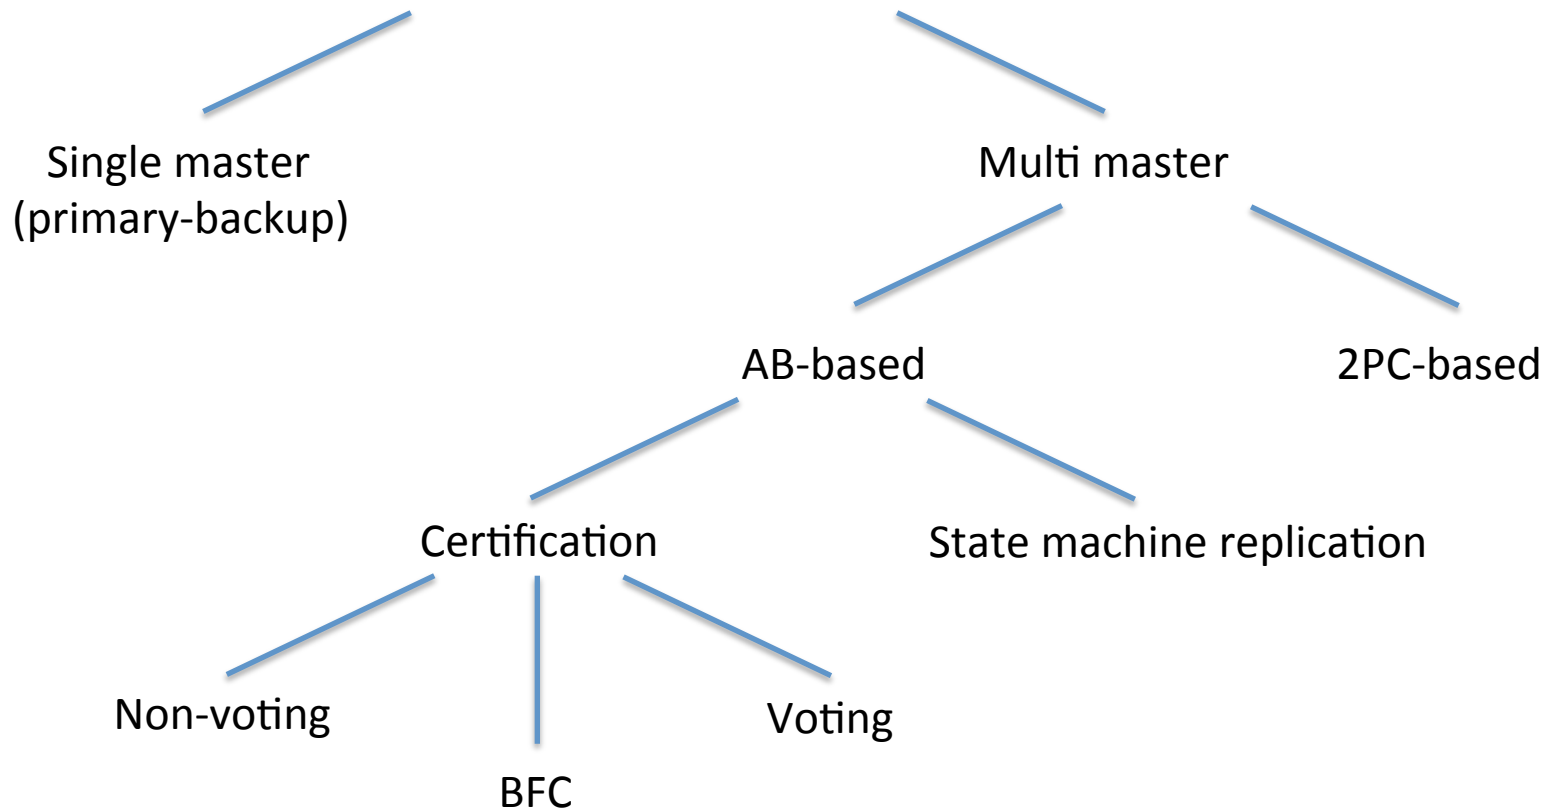 Single master
(primary-backup)
Multi master
AB-based
2PC-based
Certification
State machine replication
Non-voting
Voting
BFC